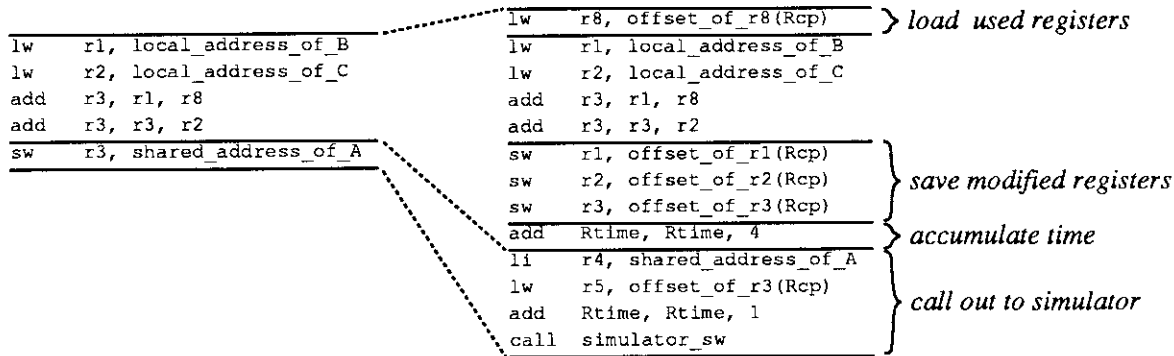 lw r1, local_address_of_B
lw r2, local_address_of_C
add r3, r1, r8
add r3, r3, r2
sw r3, shared_address_of_A
lw r8, offset_of_r8(Rcp)
load used registers
lw r1, local_address_of_B
lw r2, local_address_of_C
add r3, r1, r8
add r3, r3, r2
sw r1, offset_of_r1(Rcp)
sw r2, offset_of_r2(Rcp)
sw r3, offset_of_r3(Rcp)
save modified registers
add Rtime, Rtime, 4
accumulate time
li r4, shared_address_of_A
lw r5, offset_of_r3(Rcp)
add Rtime, Rtime, 1
call simulator_sw
call out to simulator